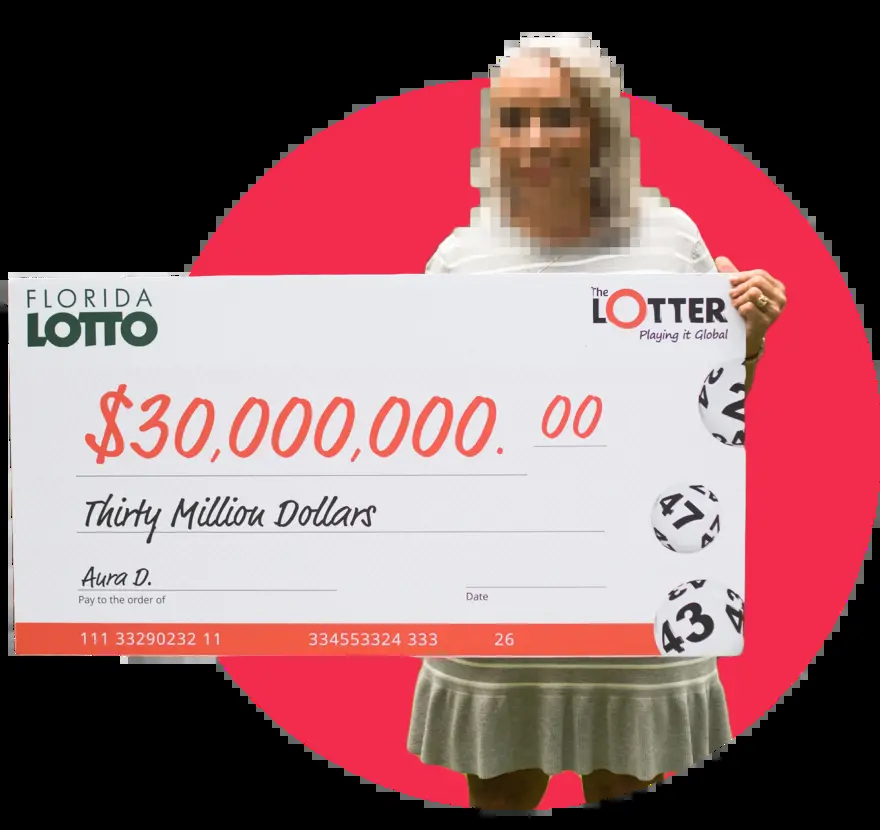 FLORIDA
LOTTO
The
LOTTER
Playing it Global
$30,000,000. 00
Thirty Million Dollars
Aura D.
Pay to the order of
Date
111 33290232 11
334553324 333
26
2
47
43